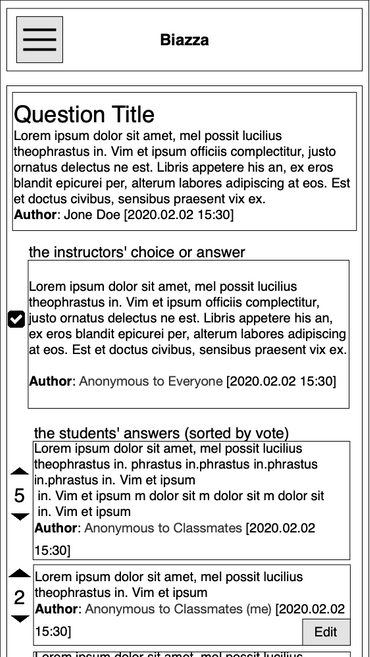 Biazza
Question Title
Lorem ipsum dolor sit amet, mel possit lucilius
theophrastus in. Vim et ipsum officiis complectitur, justo
ornatus delectus ne est. Libris appetere his an, ex eros
blandit epicurei per, alterum labores adipiscing at eos. Est
et doctus civibus, sensibus praesent vix ex.
Author: Jone Doe [2020.02.02 15:30]
the instructors' choice or answer
Lorem ipsum dolor sit amet, mel possit lucilius
theophrastus in. Vim et ipsum officiis complectitur,
justo ornatus delectus ne est. Libris appetere his an,
ex eros blandit epicurei per, alterum labores adipiscing
at eos. Est et doctus civibus, sensibus praesent vix ex.
Author: Anonymous to Everyone [2020.02.02 15:30]
the students' answers (sorted by vote)
Lorem ipsum dolor sit amet, mel possit lucilius
theophrastus in. phrastus in.phrastus in.phrastus
in.phrastus in. Vim et ipsum
5
in. Vim et ipsum m dolor sit m dolor sit m dolor sit
in. Vim et ipsum
Author: Anonymous to Classmates [2020.02.02
15:30]
Lorem ipsum dolor sit amet, mel possit lucilius
theophrastus in. Vim et ipsum
2
Author: Anonymous to Classmates (me) [2020.02.02
15:30]
Edit
Lorem ipsum dolor sit amet, mel possit lucilius